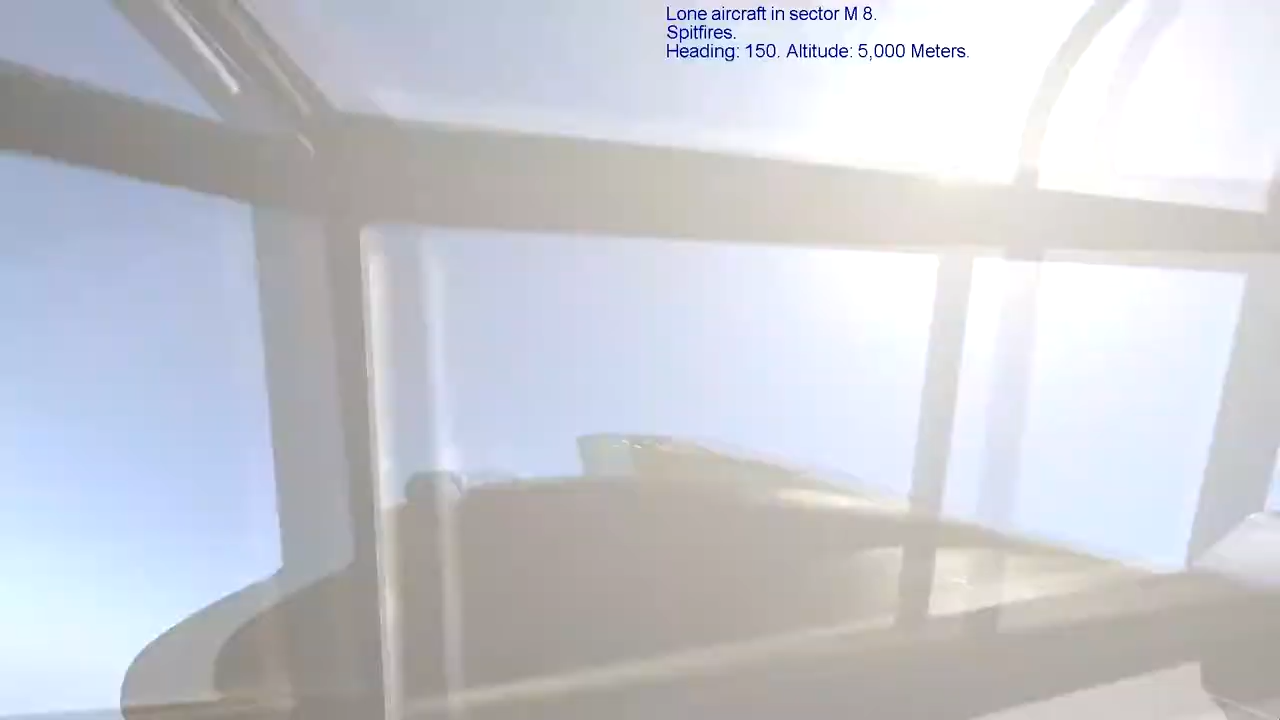 Lone aircraft in sector M 8.
Spitfires.
Heading: 150. Altitude: 5,000 Meters.